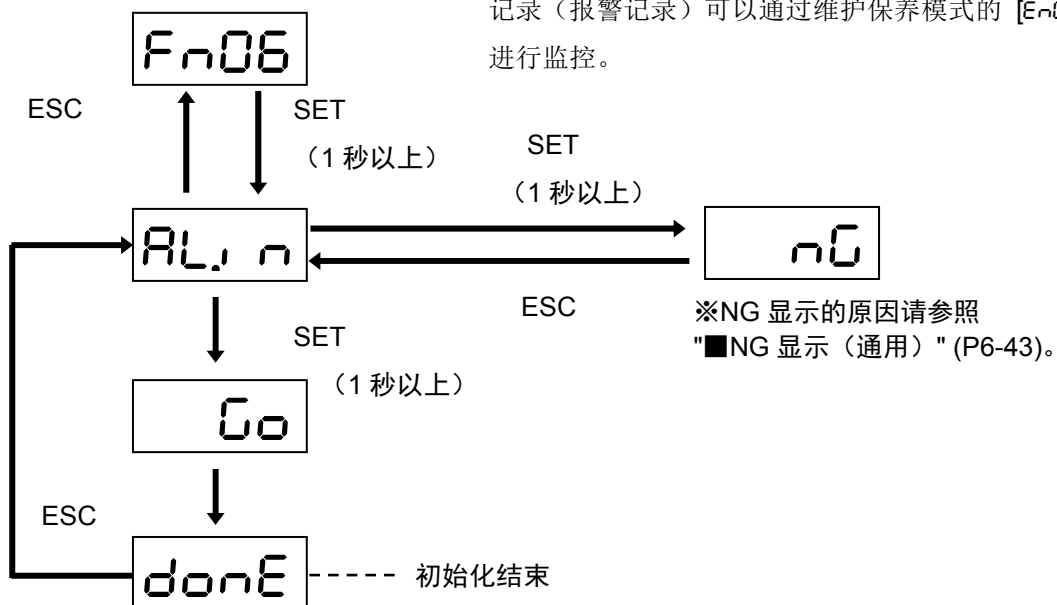 记录（报警记录）可以通过维护保养模式的 [En
进行监控。
Fn06
ESC
SET
（1 秒以上）
SET
（1 秒以上）
AL.in
nG
ESC
※NG 显示的原因请参照
"■NG 显示（通用）" (P6-43)。
SET
（1 秒以上）
Go
ESC
donE
初始化结束